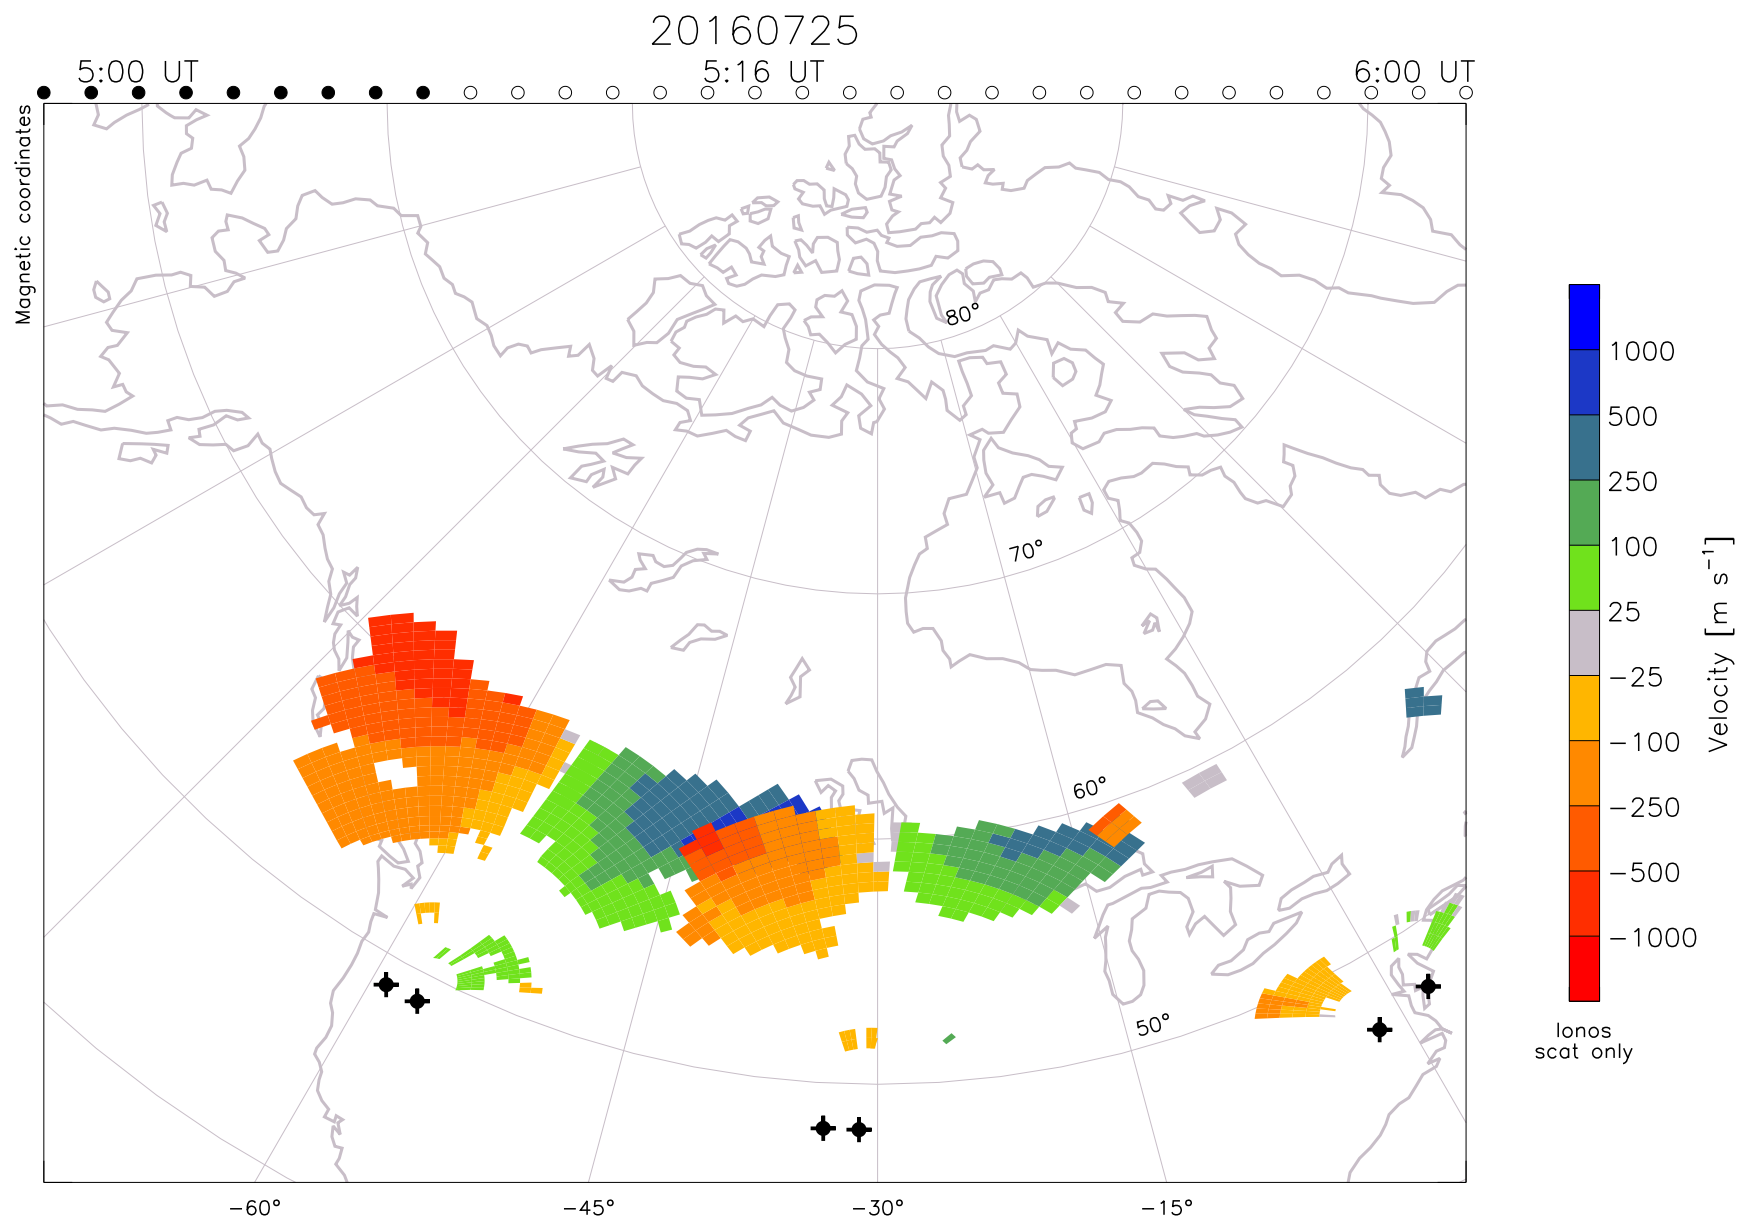 20160725
5:00 UT
5:16 UT
6:00 UT
Magnetic coordinates
80°
70°
60°
50°
1000
500
250
100
25
−25
−100
−250
−500
−1000
Velocity [m s⁻¹]
Ionos
scat only
−60°
−45°
−30°
−15°